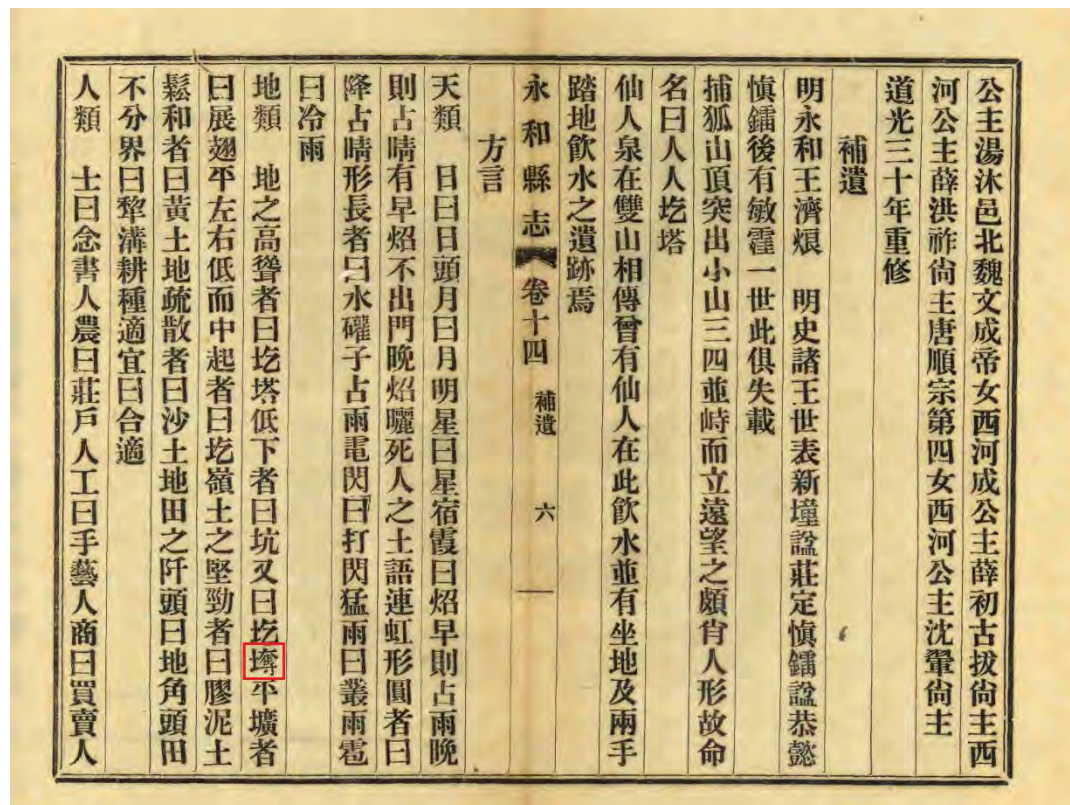 公主湯沐邑北魏文成帝女西河成公主薛初古拔尙主西
河公主薛洪祚尙主唐順宗第四女西河公主沈翬尙主
道光三十年重修
補遺
明永和王濟烺　明史諸王世表新墥諡莊定愼鐳諡恭懿
愼鐳後有敏一世此俱失載
捕狐山頂突出小山三四並峙而立遠望之頗肖人形故命
名曰人人圪塔
仙人泉在雙山相傳曾有仙人在此飲水並有坐地及兩手
踏地飲水之遺跡焉
永和縣志 卷十四 補遺 六
方言
天類　日曰日頭月曰月明星曰星宿霞曰炤早則占雨晩
則占晴有早炤不出門晩炤曬死人之土語連虹形圓者曰
降占晴形長者曰水礶子占雨電閃曰打閃猛雨曰叢雨雹
曰冷雨
地類　地之高聳者曰圪塔低下者曰坑又曰圪平壙者
曰展翅平左右低而中起者曰圪嶺土之堅勁者曰膠泥土
鬆和者曰黃土地疏散者曰沙土地田之阡頭曰地角頭田
不分界曰犂溝耕種適宜曰合適
人類　士曰念書人農曰莊戶人工曰手藝人商曰買賣人